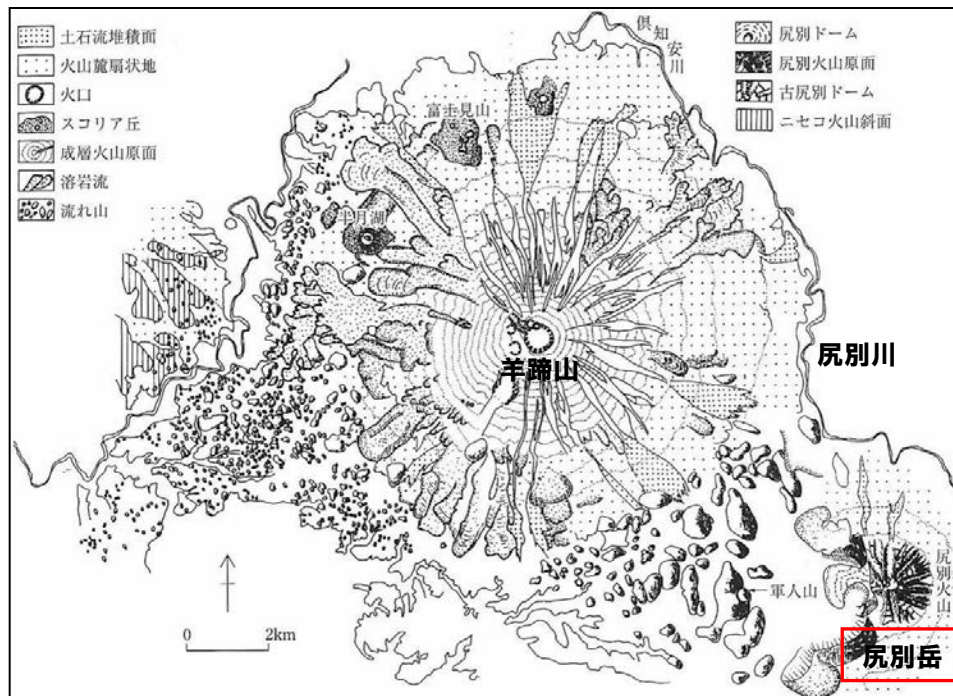 土石流堆積面
火山麓扇状地
火口
スコリア丘
成層火山原面
溶岩流
流れ山
尻別ドーム
尻別火山原面
古尻別ドーム
ニセコ火山斜面
倶知安川
富士見山
半月湖
羊蹄山
尻別川
軍人山
尻別火山
尻別岳
0 2km